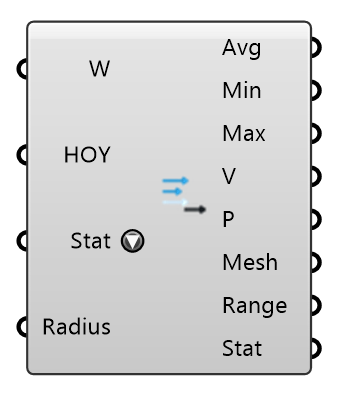 W
HOY
Stat
Radius
Avg
Min
Max
V
P
Mesh
Range
Stat